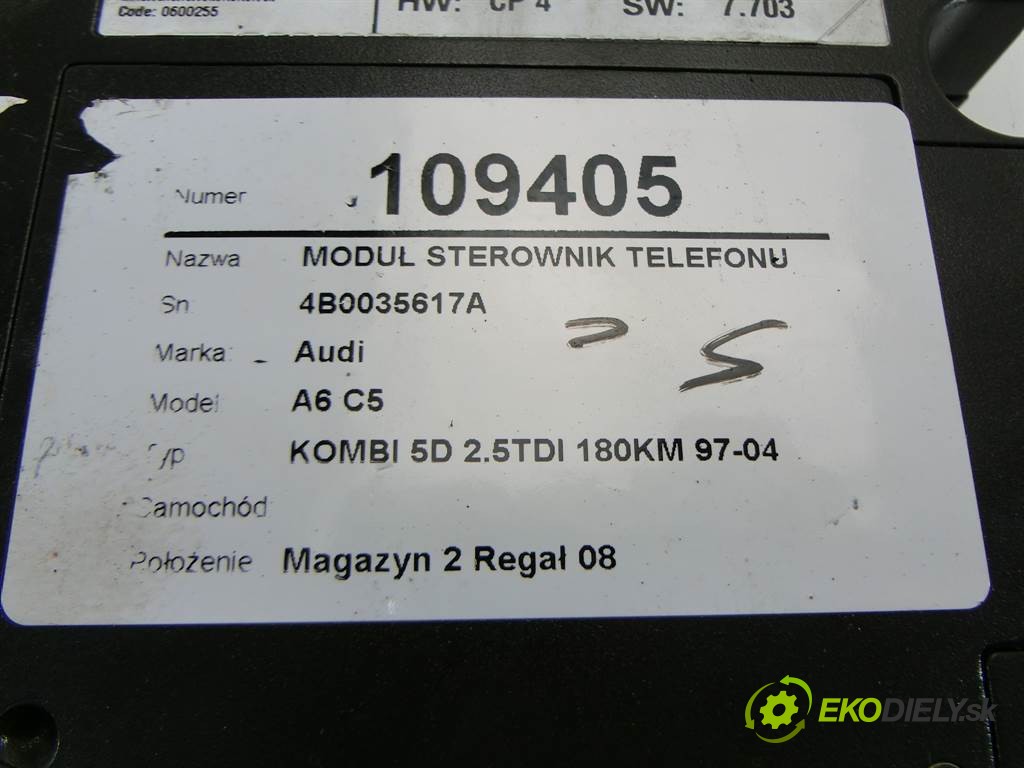 Code: 0600255
HW: CP 4 SW: 7.703
Numer 109405
Nazwa MODUŁ STEROWNIK TELEFONU
Sn 4B0035617A
Marka: Audi
Model A6 C5
KOMBI 5D 2.5TDI 180KM 97-04
Samochód
Położenie Magazyn 2 Regał 08
EKODIELY.sk